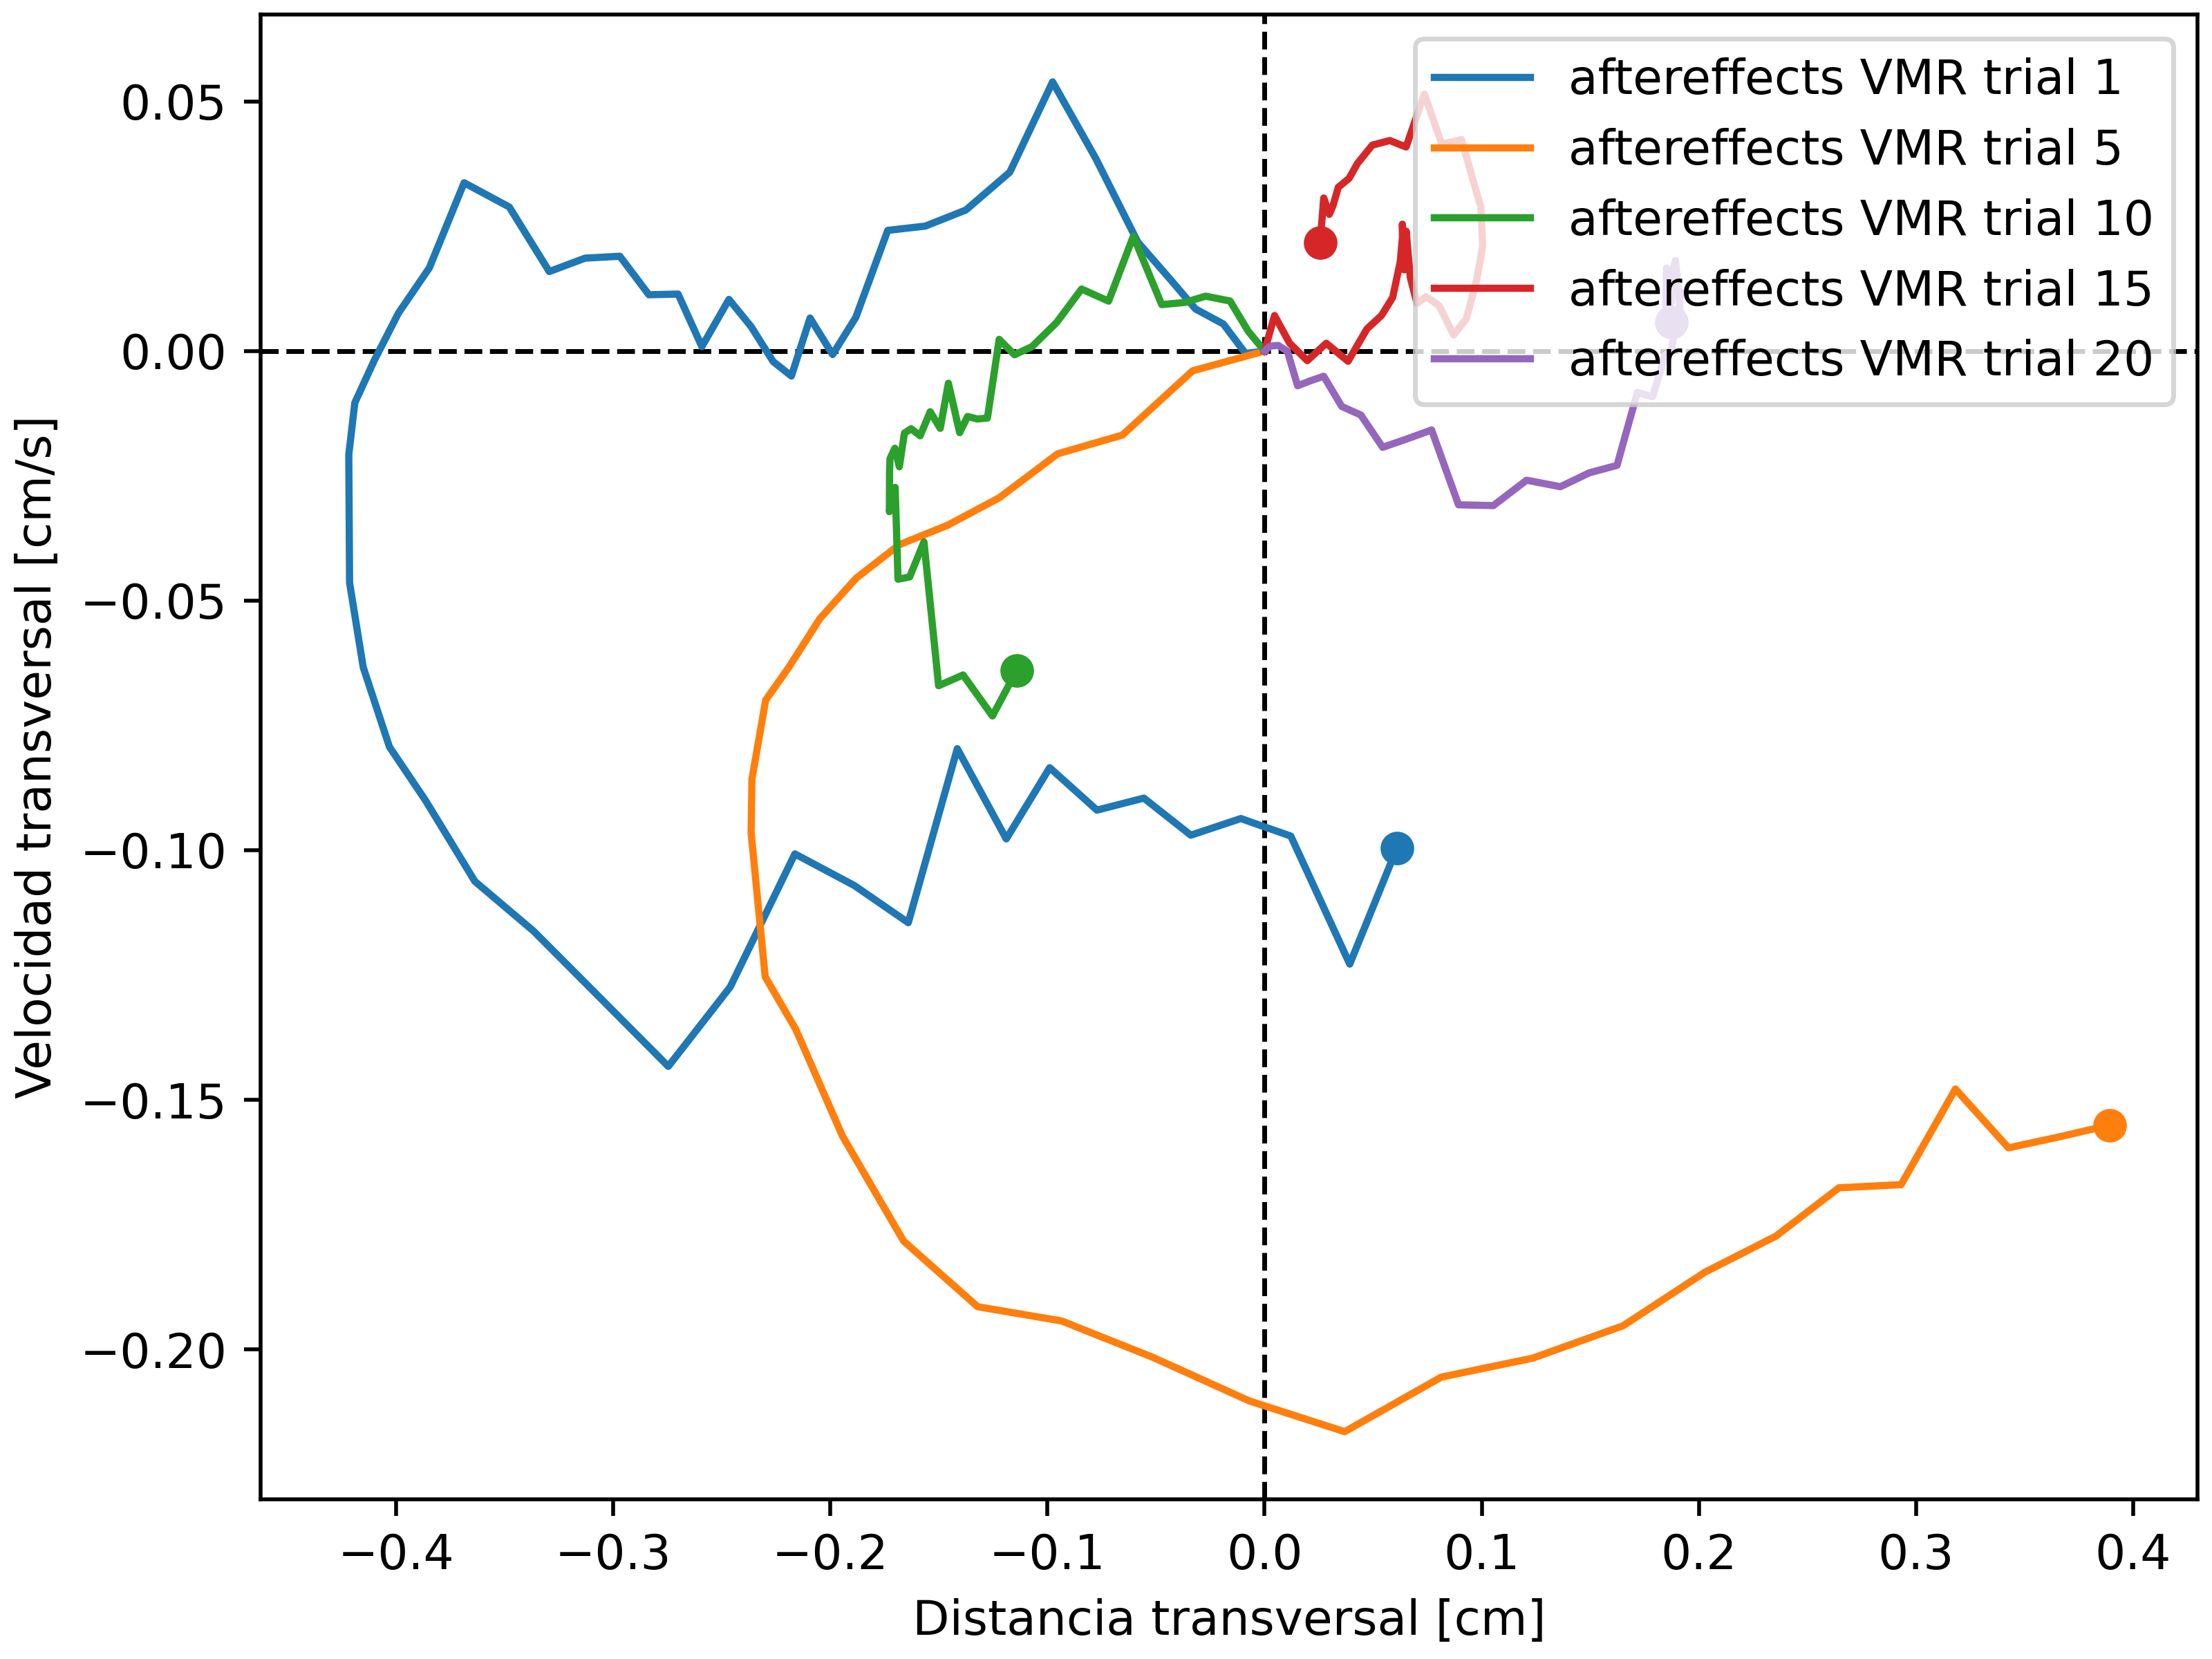 aftereffects VMR trial 1
aftereffects VMR trial 5
aftereffects VMR trial 10
aftereffects VMR trial 15
aftereffects VMR trial 20
0.05
0.00
−0.05
−0.10
−0.15
−0.20
Velocidad transversal [cm/s]
−0.4 −0.3 −0.2 −0.1 0.0 0.1 0.2 0.3 0.4
Distancia transversal [cm]